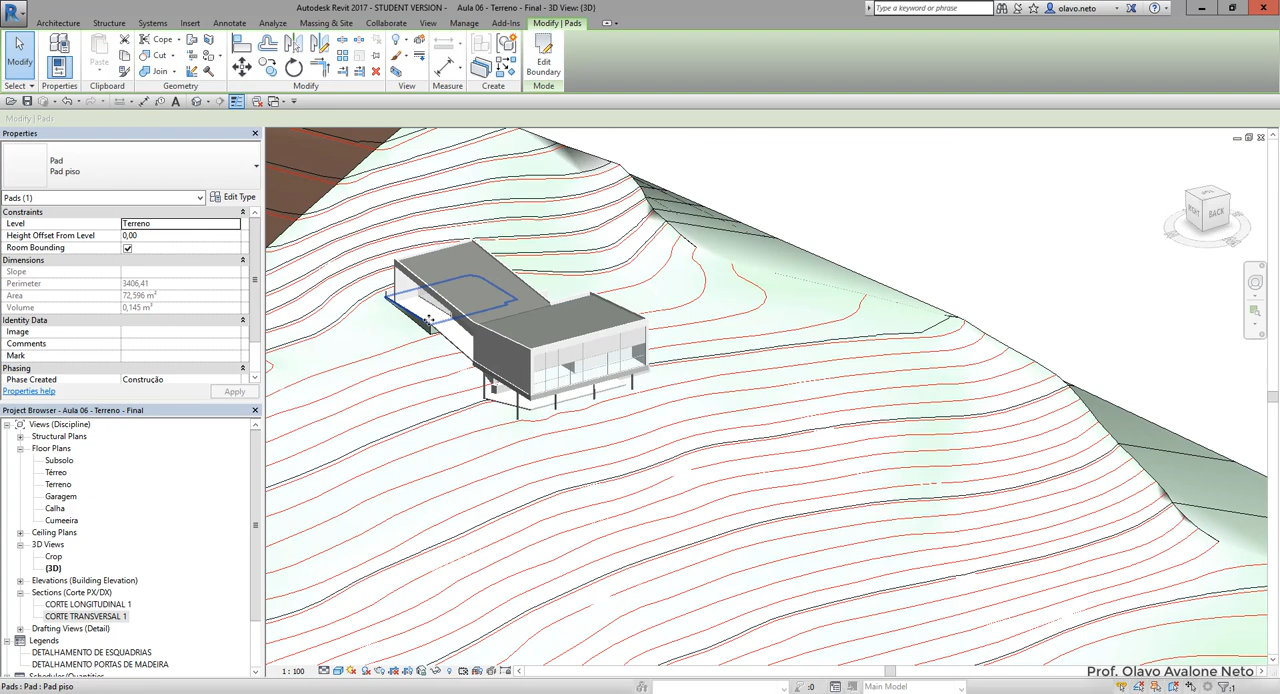 Autodesk Revit 2017 - STUDENT VERSION - Aula 06 - Terreno - Final - 3D View: {3D}
Type a keyword or phrase
olavo.neto
Architecture Structure Systems Insert Annotate Analyze Massing & Site Collaborate View Manage Add-Ins Modify | Pads
Modify
Paste
Cope
Cut
Join
Edit
Boundary
Select Properties Clipboard Geometry Modify View Measure Create Mode
Modify | Pads
Properties
Pad
Pad piso
Pads (1)
Edit Type
Constraints
Level Terreno
Height Offset From Level 0,00
Room Bounding
Dimensions
Slope
Perimeter 3406,41
Area 72,596 m²
Volume 0,145 m³
Identity Data
Image
Comments
Mark
Phasing
Phase Created Construção
Properties help
Apply
Project Browser - Aula 06 - Terreno - Final
Views (Discipline)
Structural Plans
Floor Plans
Subsolo
Térreo
Terreno
Garagem
Calha
Cumeeira
Ceiling Plans
3D Views
Crop
{3D}
Elevations (Building Elevation)
Sections (Corte PX/DX)
CORTE LONGITUDINAL 1
CORTE TRANSVERSAL 1
Drafting Views (Detail)
Legends
DETALHAMENTO DE ESQUADRIAS
DETALHAMENTO PORTAS DE MADEIRA
Schedules/Quantities
BACK
1 : 100
Prof. Olavo Avalone Neto
Pads : Pad : Pad piso
:0
Main Model
:1